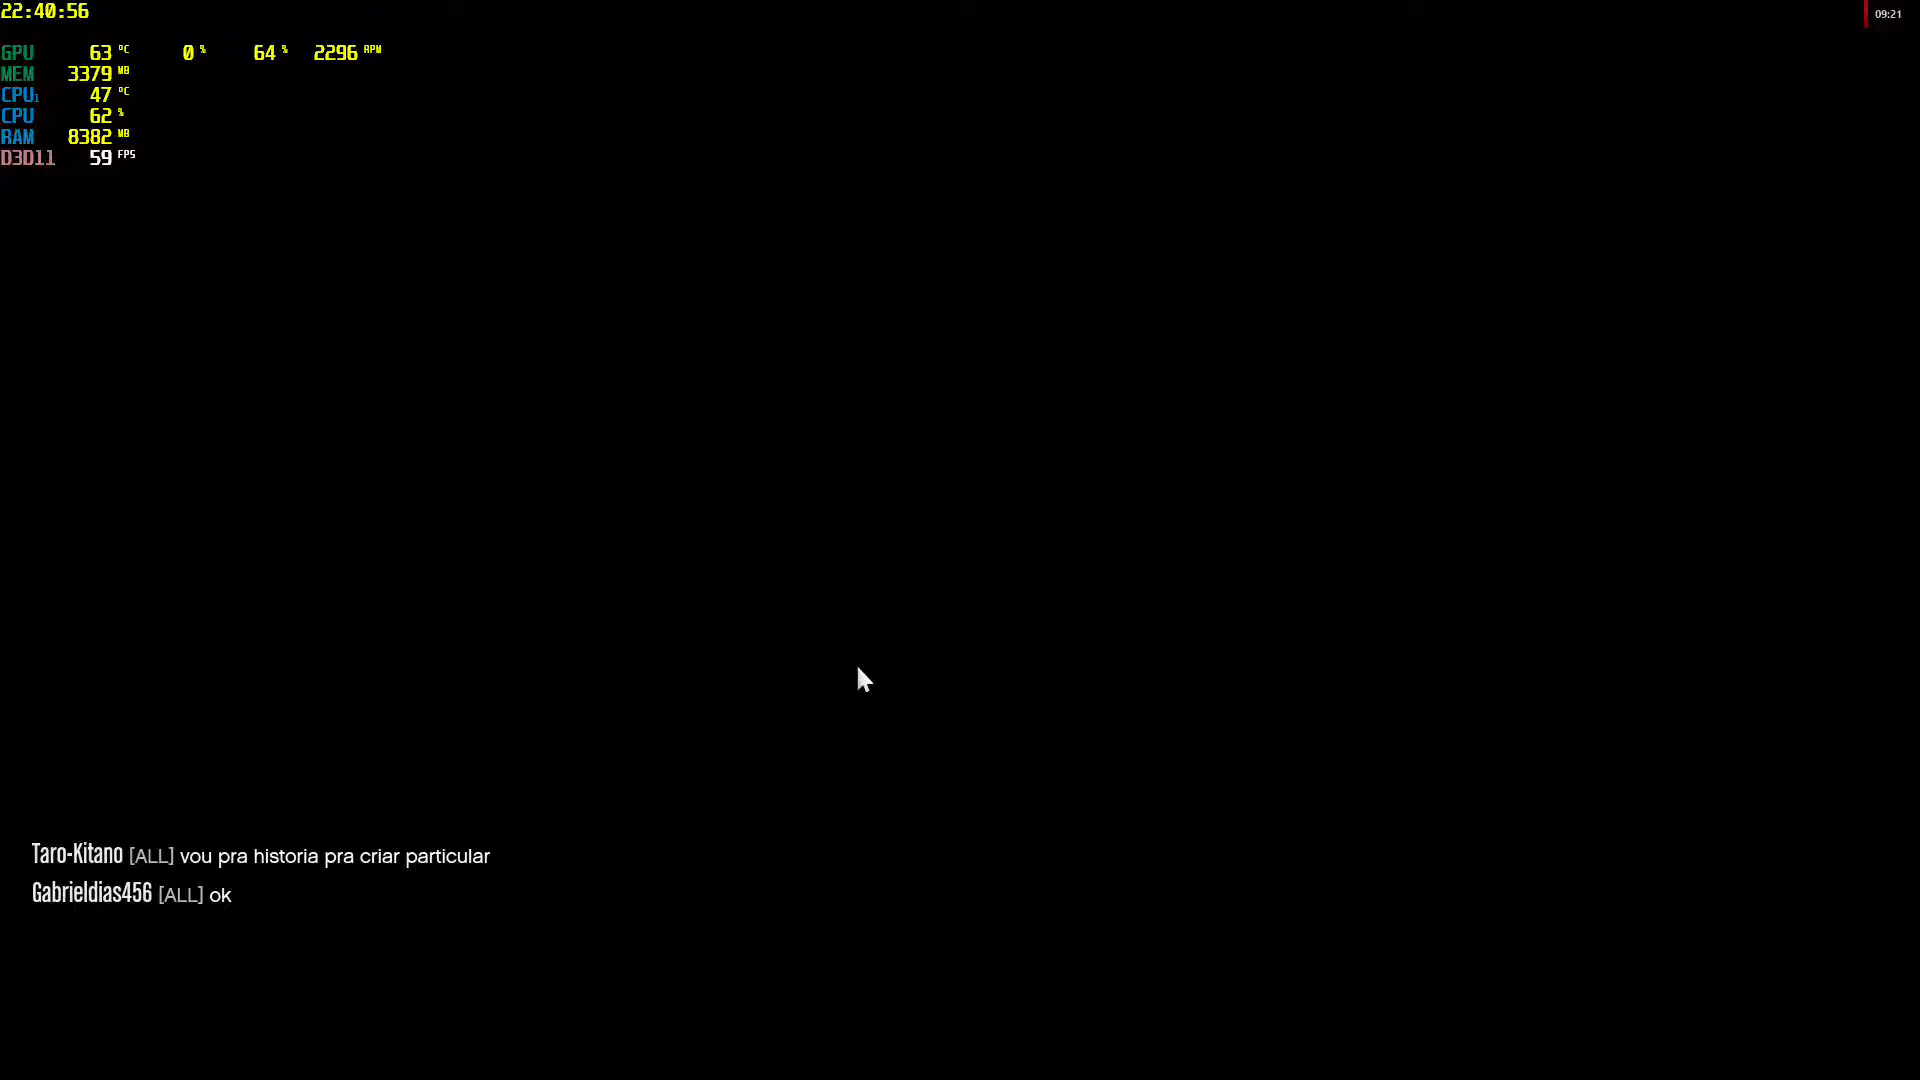 22:40:56
09:21
GPU 63 °C 0 % 64 % 2296 RPM
MEM 3379 MB
CPU1 47 °C
CPU 62 %
RAM 8382 MB
D3D11 59 FPS
Taro-Kitano [ALL] vou pra historia pra criar particular
Gabrieldias456 [ALL] ok